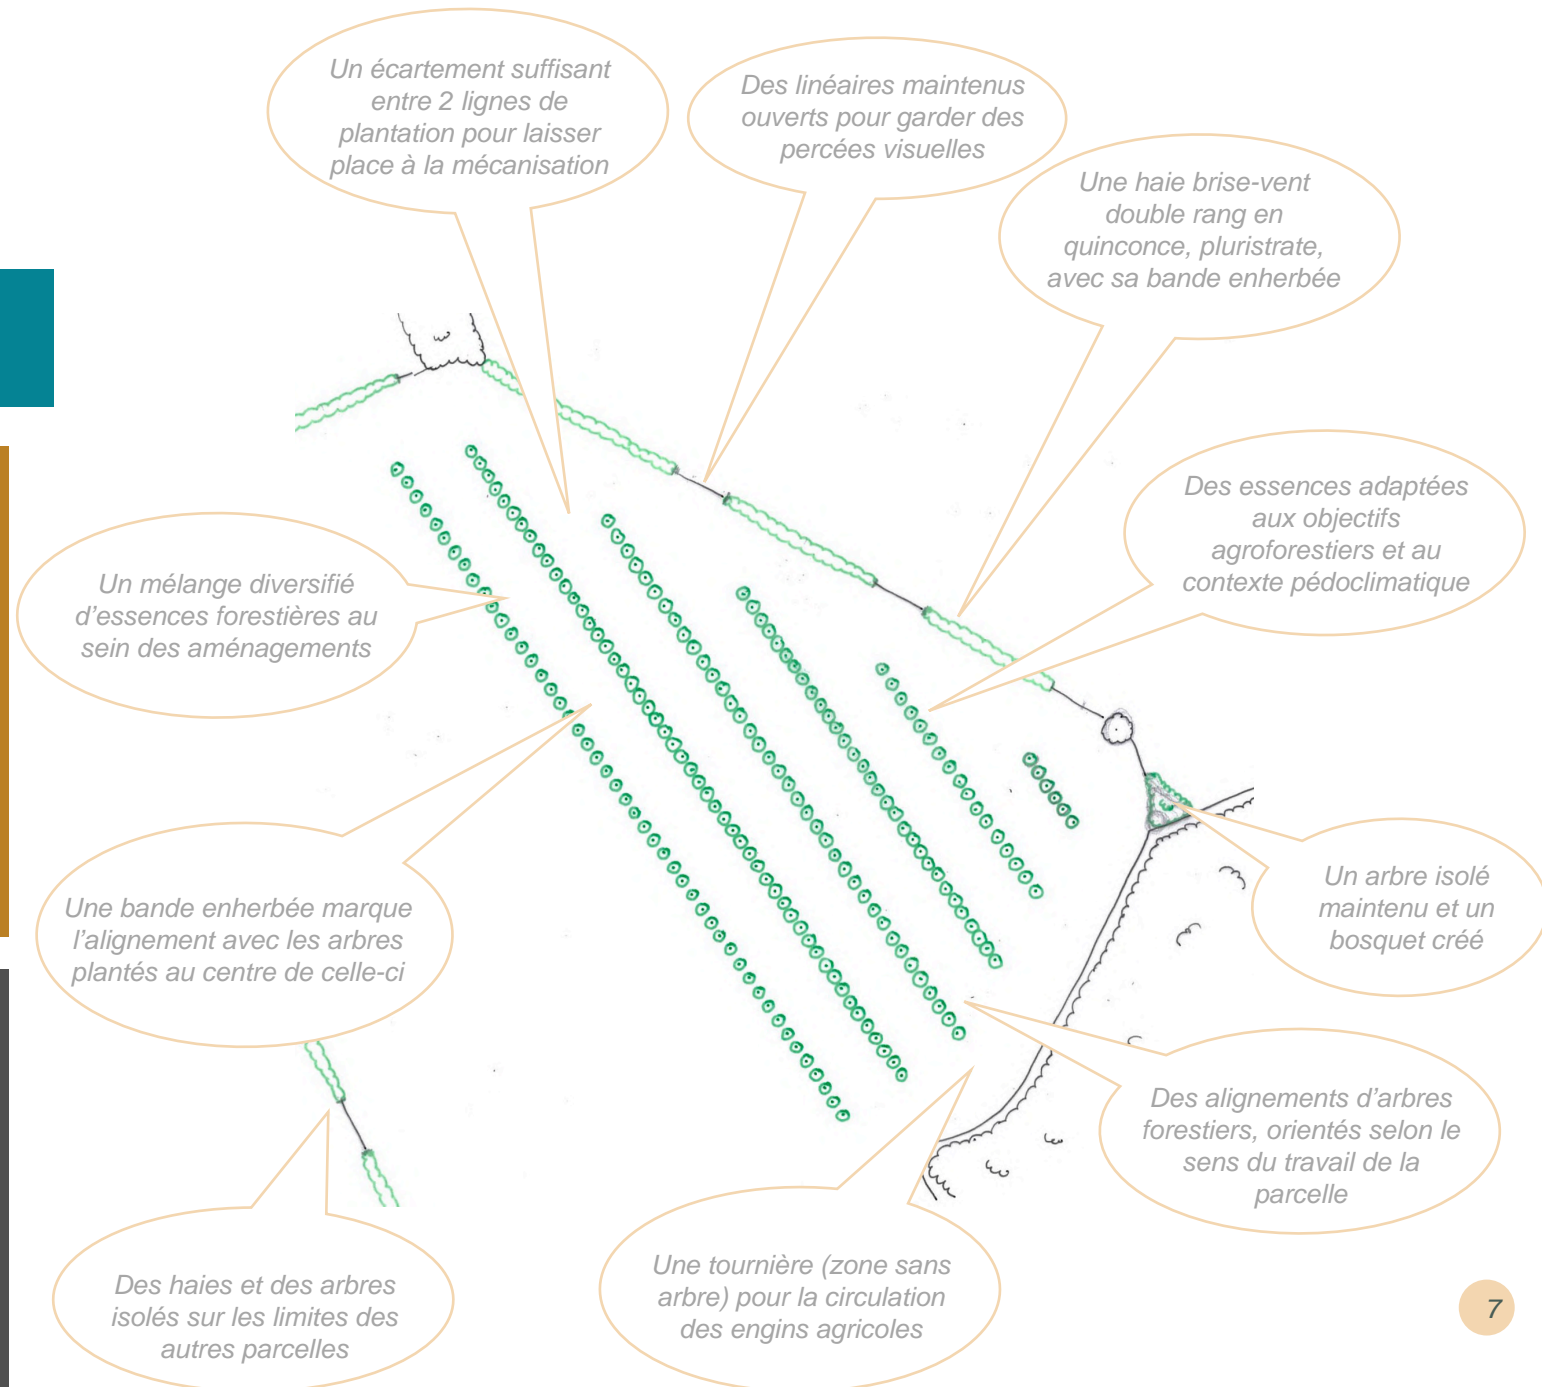 Un écartement suffisant
entre 2 lignes de
plantation pour laisser
place à la mécanisation
Des linéaires maintenus
ouverts pour garder des
percées visuelles
Une haie brise-vent
double rang en
quinconce, pluristrate,
avec sa bande enherbée
Des essences adaptées
aux objectifs
agroforestiers et au
contexte pédoclimatique
Un mélange diversifié
d'essences forestières au
sein des aménagements
Une bande enherbée marque
l'alignement avec les arbres
plantés au centre de celle-ci
Un arbre isolé
maintenu et un
bosquet créé
Des alignements d'arbres
forestiers, orientés selon le
sens du travail de la
parcelle
Une tournière (zone sans
arbre) pour la circulation
des engins agricoles
Des haies et des arbres
isolés sur les limites des
autres parcelles
7